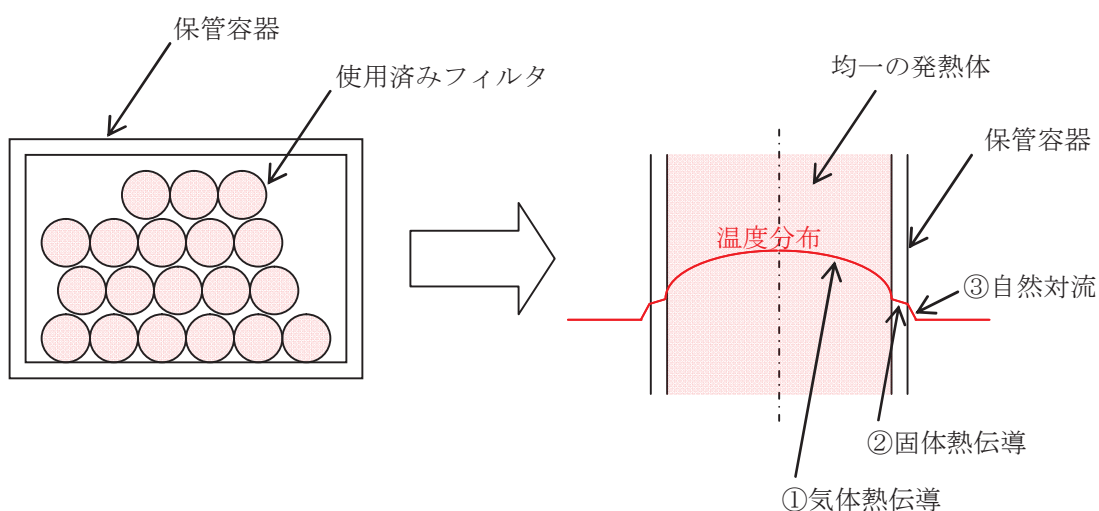 保管容器
使用済みフィルタ
均一の発熱体
保管容器
温度分布
③自然対流
②固体熱伝導
①気体熱伝導